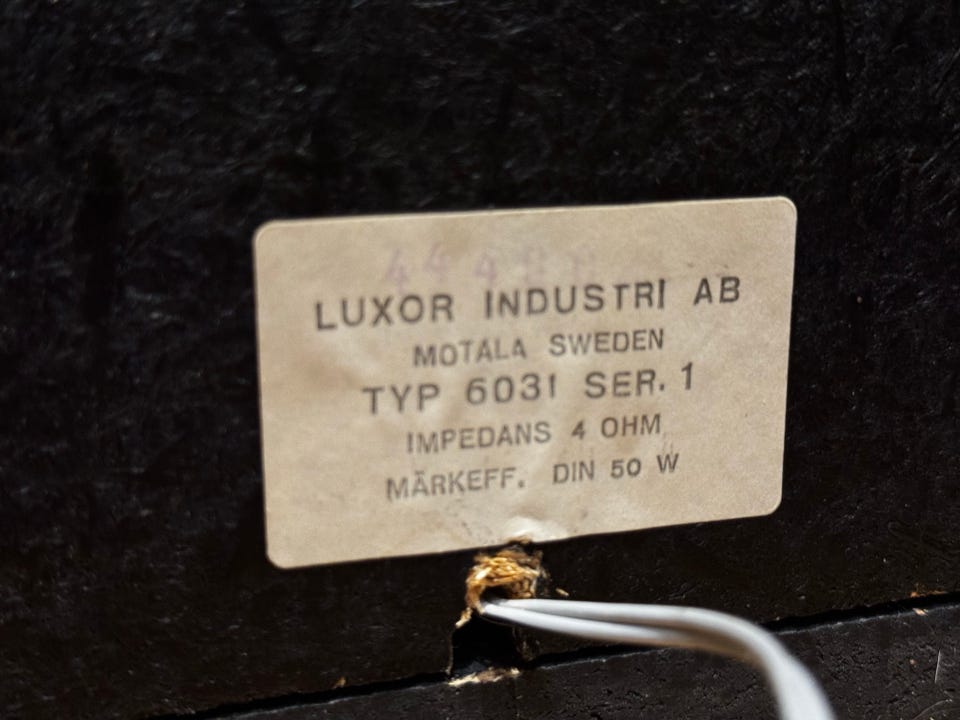 LUXOR INDUSTRI AB
MOTALA SWEDEN
TYP 6031 SER. 1
IMPEDANS 4 OHM
MÄRKEFF. DIN 50 W